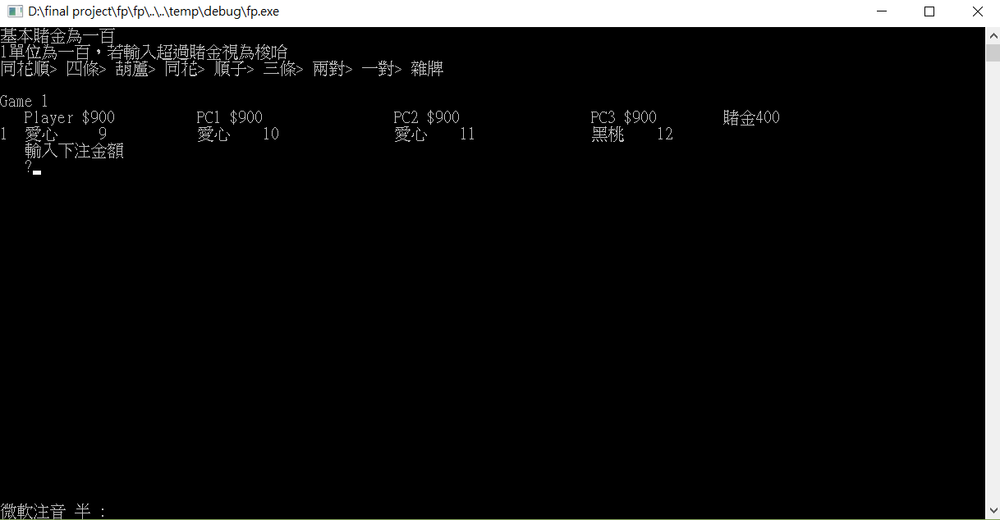 D:\final project\fp\fp\..\..\temp\debug\fp.exe
基本賭金為一百
1單位為一百，若輸入超過賭金視為梭哈
同花順> 四條> 葫蘆> 同花> 順子> 三條> 兩對> 一對> 雜牌
Game 1
Player $900 PC1 $900 PC2 $900 PC3 $900 賭金400
1 愛心 9 愛心 10 愛心 11 黑桃 12
輸入下注金額
?
微軟注音 半 :